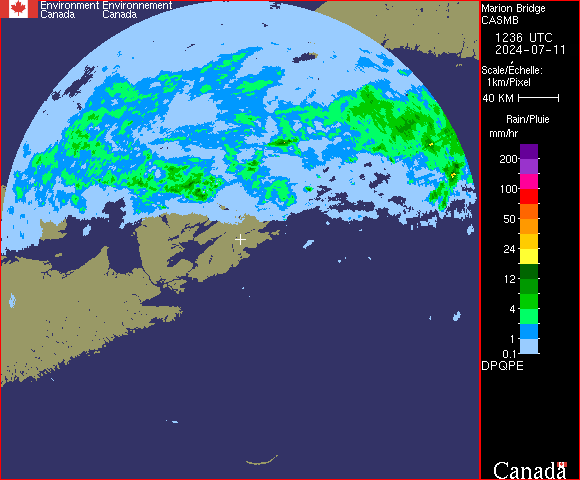 Environment Environnement
Canada Canada
Marion Bridge
CASMB
1236 UTC
2024-07-11
Scale/Échelle:
1km/Pixel
40 KM
Rain/Pluie
mm/hr
200
100
50
24
12
4
1
0.1
DPQPE
Canada